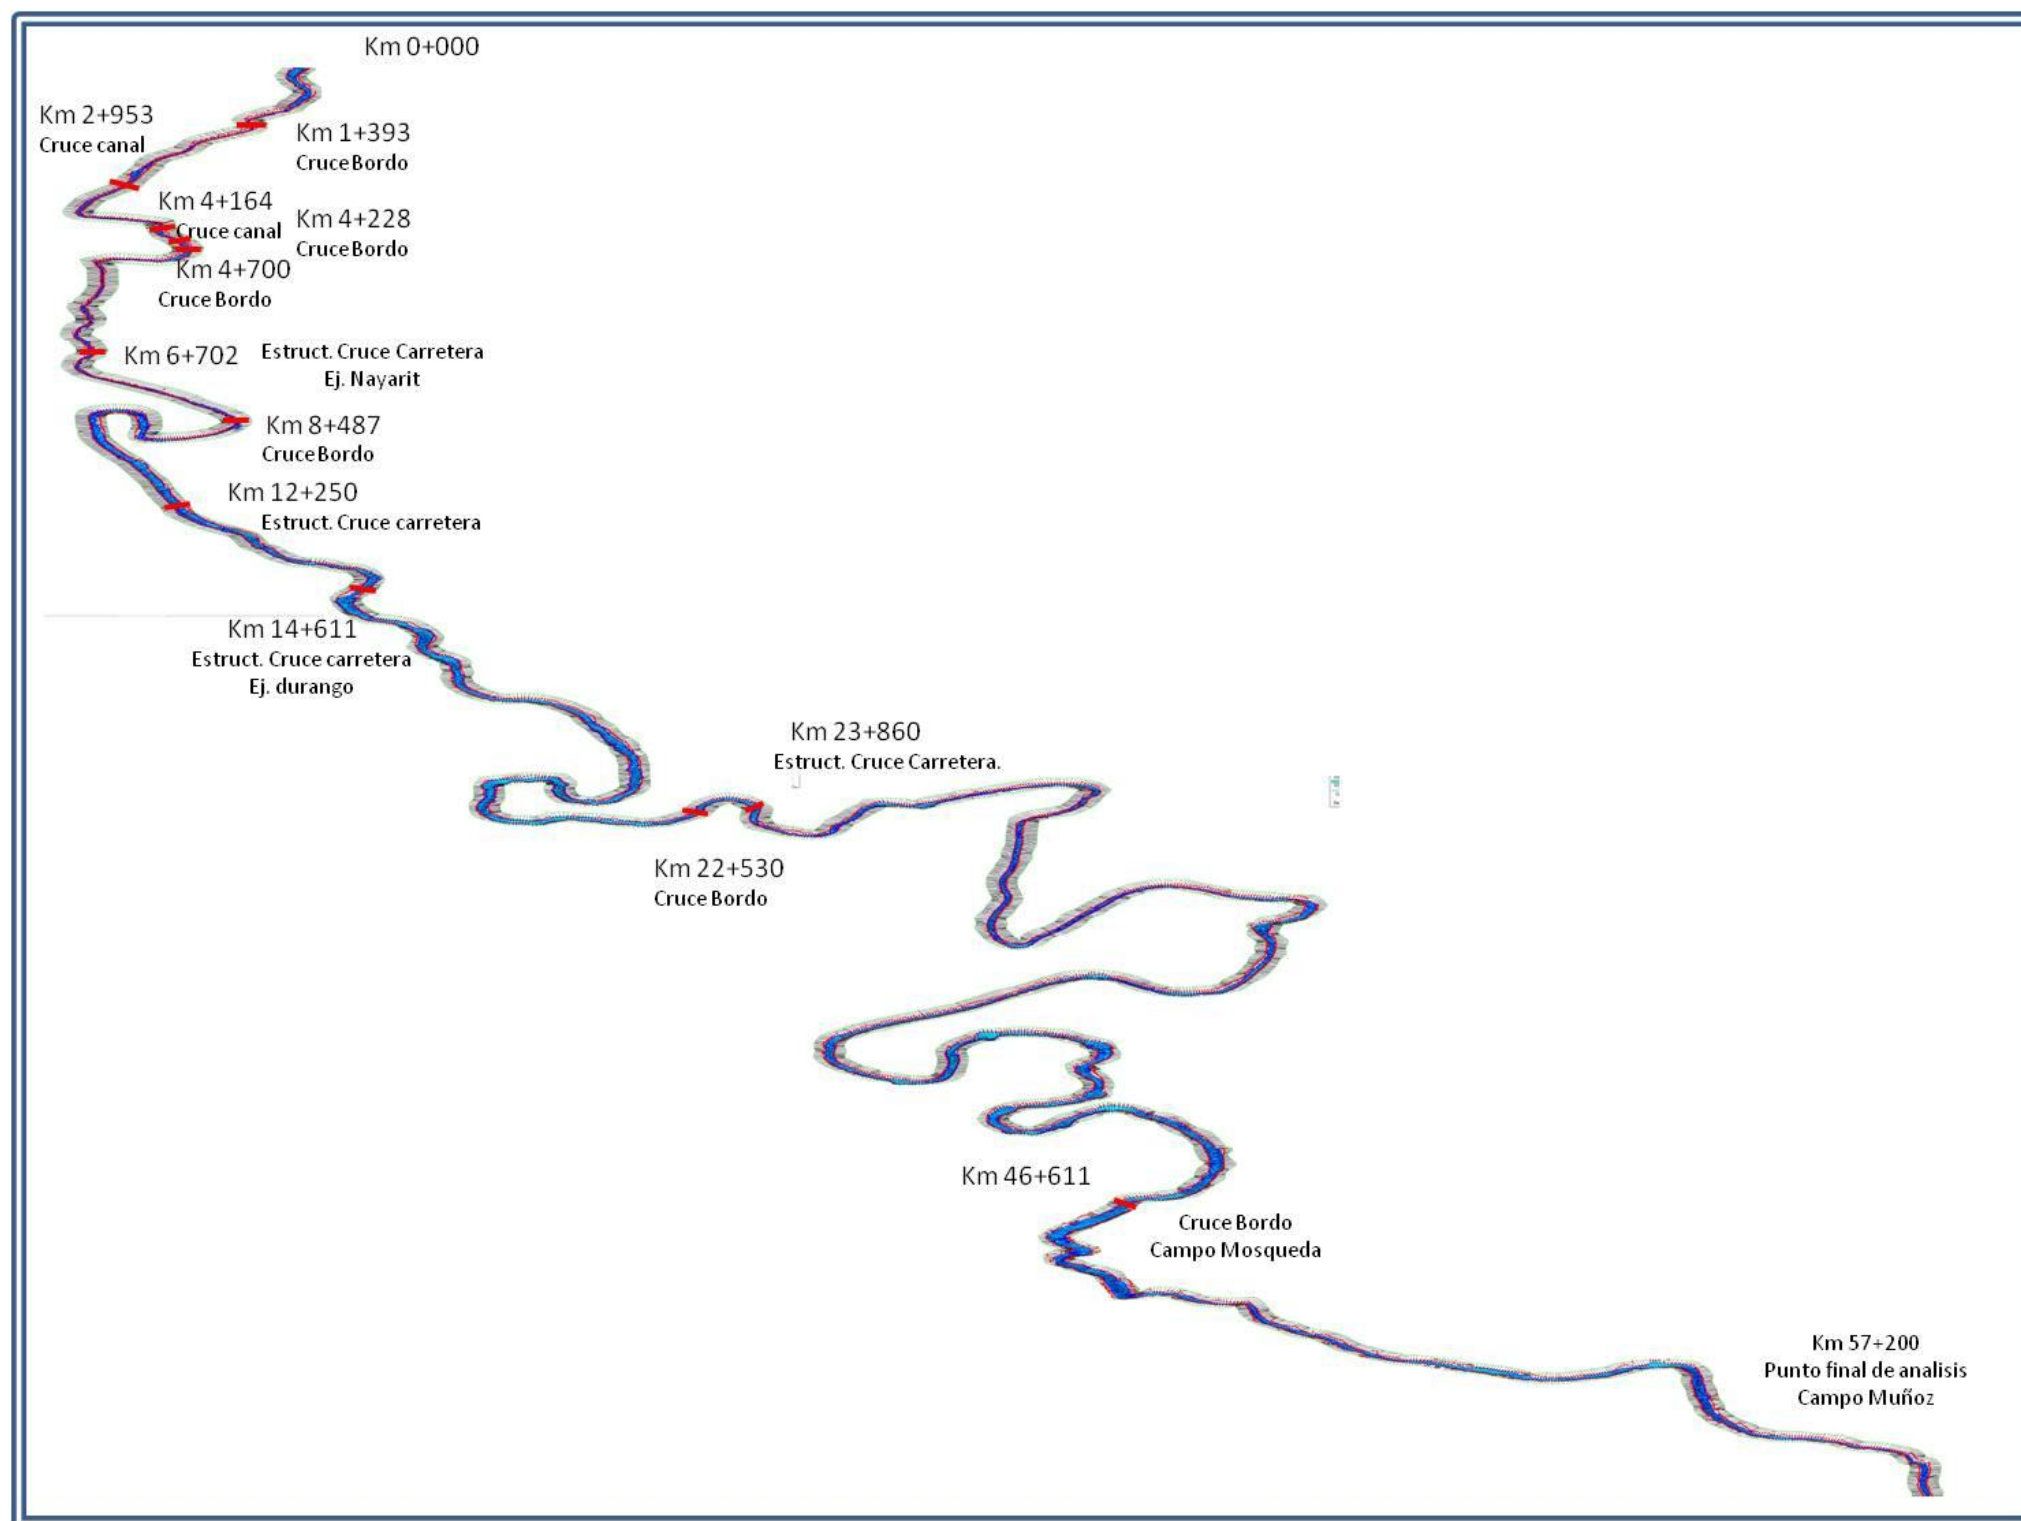 Km 0+000
Km 2+953
Cruce canal
Km 1+393
Cruce Bordo
Km 4+164
Cruce canal
Km 4+228
Cruce Bordo
Km 4+700
Cruce Bordo
Km 6+702
Estruct. Cruce Carretera
Ej. Nayarit
Km 8+487
Cruce Bordo
Km 12+250
Estruct. Cruce carretera
Km 14+611
Estruct. Cruce carretera
Ej. durango
Km 23+860
Estruct. Cruce Carretera.
Km 22+530
Cruce Bordo
Km 46+611
Cruce Bordo
Campo Mosqueda
Km 57+200
Punto final de analisis
Campo Muñoz